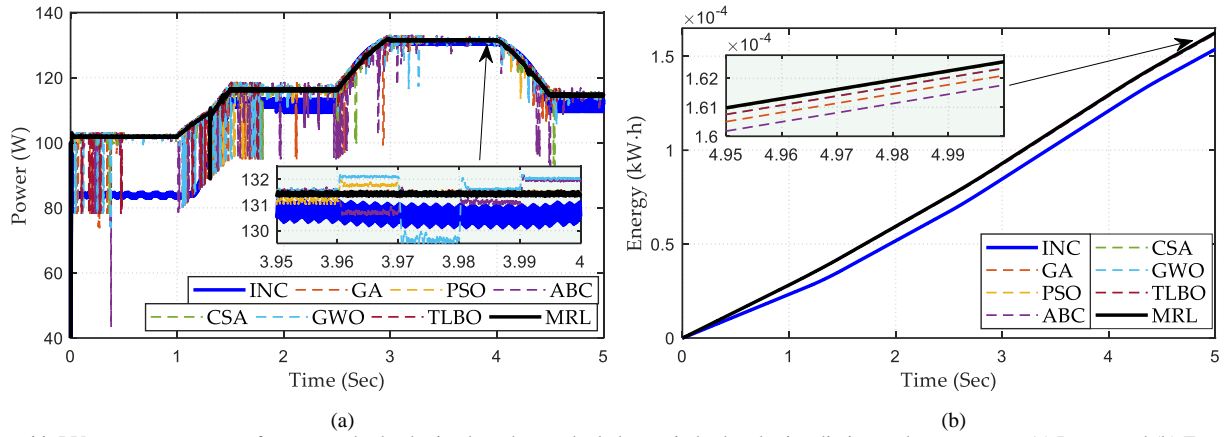 140
120
100
80
60
40
Power (W)
132
131
130
3.95 3.96 3.97 3.98 3.99 4
INC GA PSO ABC
CSA GWO TLBO MRL
0 1 2 3 4 5
Time (Sec)
(a)
×10⁻⁴
1.5
1
0.5
0
Energy (kW·h)
×10⁻⁴
1.62
1.61
1.6
4.95 4.96 4.97 4.98 4.99
INC CSA
GA GWO
PSO TLBO
ABC MRL
0 1 2 3 4 5
Time (Sec)
(b)